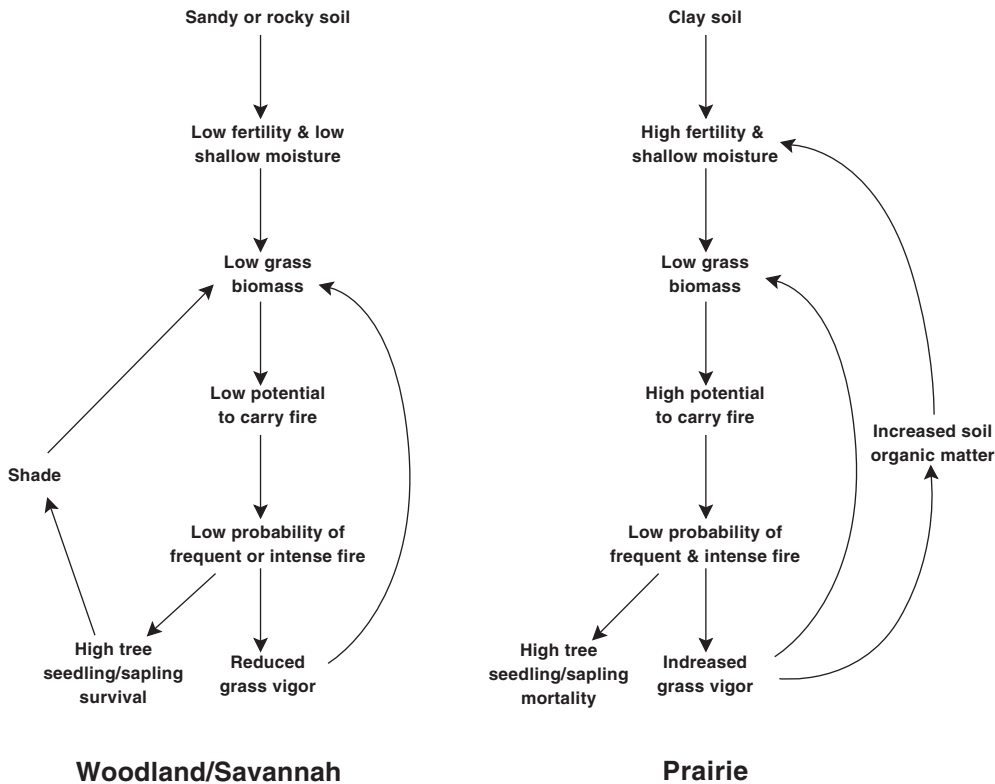 Sandy or rocky soil
Low fertility & low
shallow moisture
Low grass
biomass
Low potential
to carry fire
Shade
Low probability of
frequent or intense fire
High tree
seedling/sapling
survival
Reduced
grass vigor
Woodland/Savannah
Clay soil
High fertility &
shallow moisture
Low grass
biomass
High potential
to carry fire
Increased soil
organic matter
Low probability of
frequent & intense fire
High tree
seedling/sapling
mortality
Indreased
grass vigor
Prairie